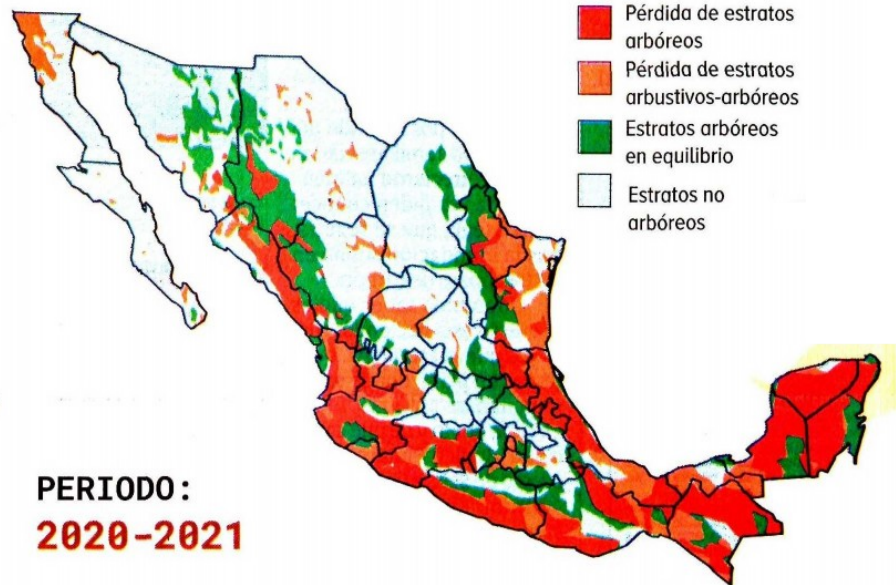 Pérdida de estratos
arbóreos
Pérdida de estratos
arbustivos-arbóreos
Estratos arbóreos
en equilibrio
Estratos no
arbóreos
PERIODO:
2020-2021